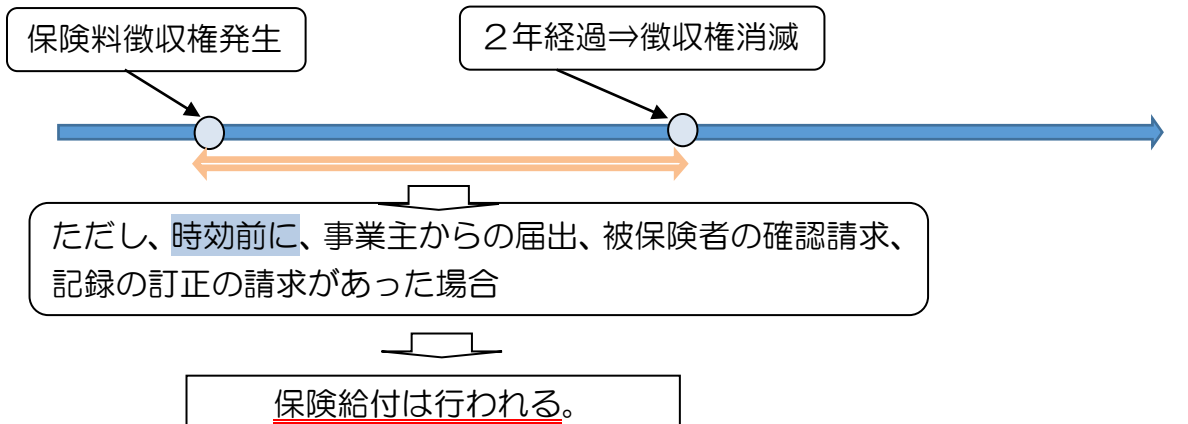 保険料徴収権発生
２年経過⇒徴収権消滅
ただし、時効前に、事業主からの届出、被保険者の確認請求、
記録の訂正の請求があった場合
保険給付は行われる。